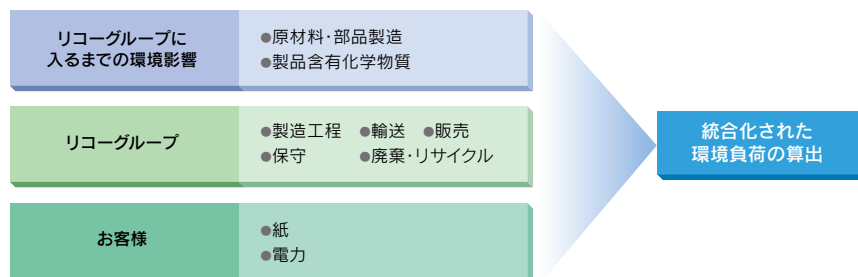 リコーグループに
入るまでの環境影響
●原材料･部品製造
●製品含有化学物質
リコーグループ
●製造工程 ●輸送 ●販売
●保守 ●廃棄･リサイクル
お客様
●紙
●電力
統合化された
環境負荷の算出